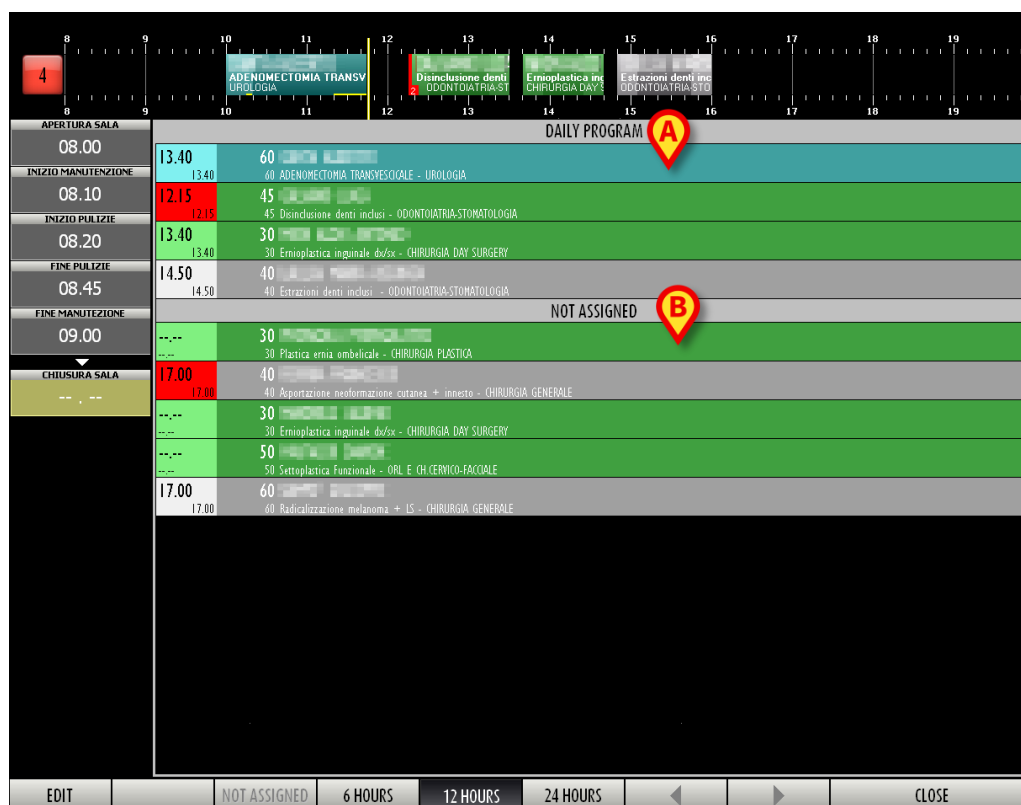 8 9 10 11 12 13 14 15 16 17 18 19
4
ADENOMECTOMIA TRANSV
UROLOGIA
2
Disinclusione denti
ODONTOIATRIA-ST
Ernioplastica ing
CHIRURGIA DAY S
Estrazioni denti inc
ODONTOIATRIA-STO
8 9 10 11 12 13 14 15 16 17 18 19
APERTURA SALA
08.00
INIZIO MANUTENZIONE
08.10
INIZIO PULIZIE
08.20
FINE PULIZIE
08.45
FINE MANUTEZIONE
09.00
CHIUSURA SALA
-- . --
DAILY PROGRAM
A
13.40 60
13.40 60 ADENOMECTOMIA TRANSVESCICALE - UROLOGIA
12.15 45
12.15 45 Disinclusione denti inclusi - ODONTOIATRIA-STOMATOLOGIA
13.40 30
13.40 30 Ernioplastica inguinale dx/sx - CHIRURGIA DAY SURGERY
14.50 40
14.50 40 Estrazioni denti inclusi - ODONTOIATRIA-STOMATOLOGIA
NOT ASSIGNED
B
--.-- 30
--.-- 30 Plastica ernia ombelicale - CHIRURGIA PLASTICA
17.00 40
17.00 40 Asportazione neoformazione cutanea + innesto - CHIRURGIA GENERALE
--.-- 30
--.-- 30 Ernioplastica inguinale dx/sx - CHIRURGIA DAY SURGERY
--.-- 50
--.-- 50 Settoplastica Funzionale - ORL E CH.CERVICO-FACCIALE
17.00 60
17.00 60 Radicalizzazione melanoma + LS - CHIRURGIA GENERALE
EDIT NOT ASSIGNED 6 HOURS 12 HOURS 24 HOURS CLOSE